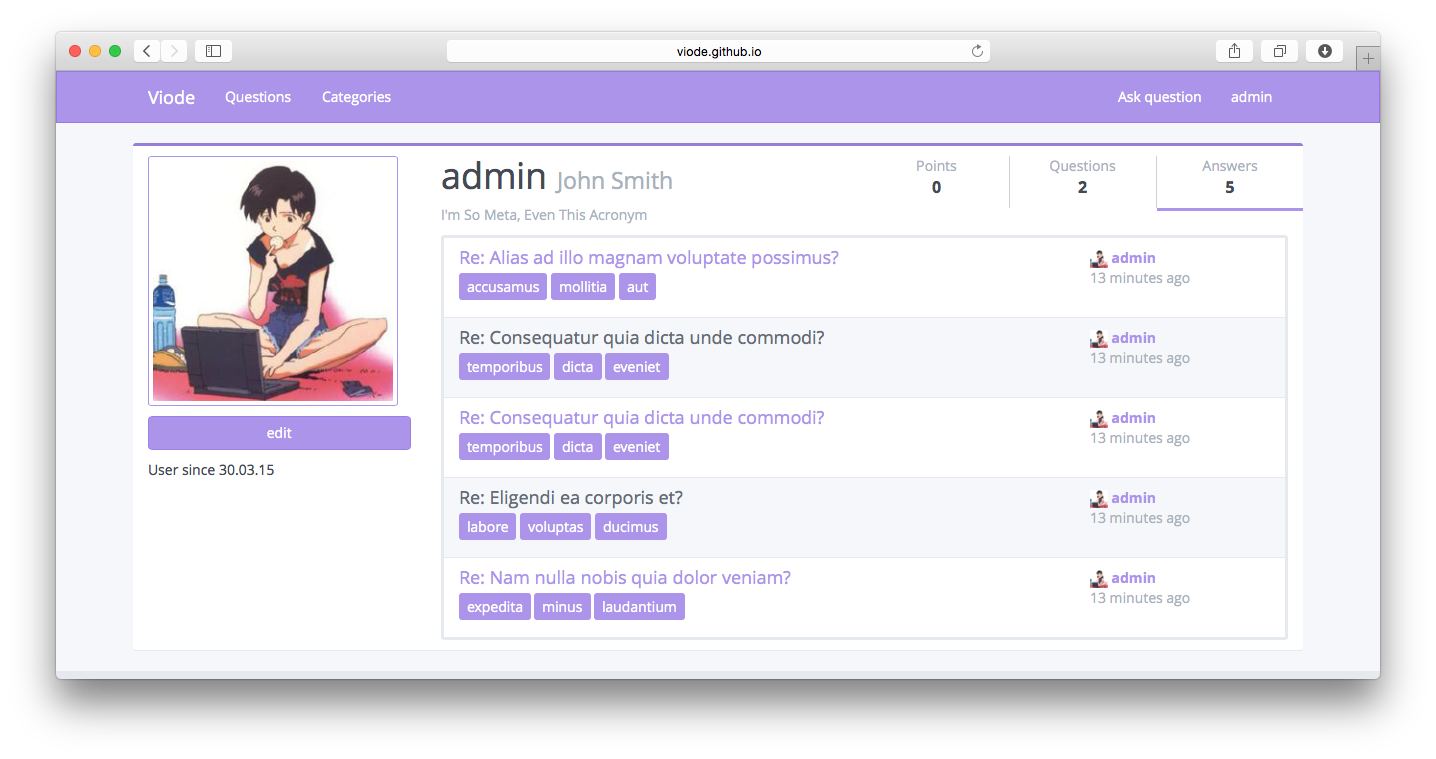 viode.github.io
Viode Questions Categories Ask question admin
admin John Smith
I'm So Meta, Even This Acronym
Points
0
Questions
2
Answers
5
edit
User since 30.03.15
Re: Alias ad illo magnam voluptate possimus?
accusamus mollitia aut
admin
13 minutes ago
Re: Consequatur quia dicta unde commodi?
temporibus dicta eveniet
admin
13 minutes ago
Re: Consequatur quia dicta unde commodi?
temporibus dicta eveniet
admin
13 minutes ago
Re: Eligendi ea corporis et?
labore voluptas ducimus
admin
13 minutes ago
Re: Nam nulla nobis quia dolor veniam?
expedita minus laudantium
admin
13 minutes ago